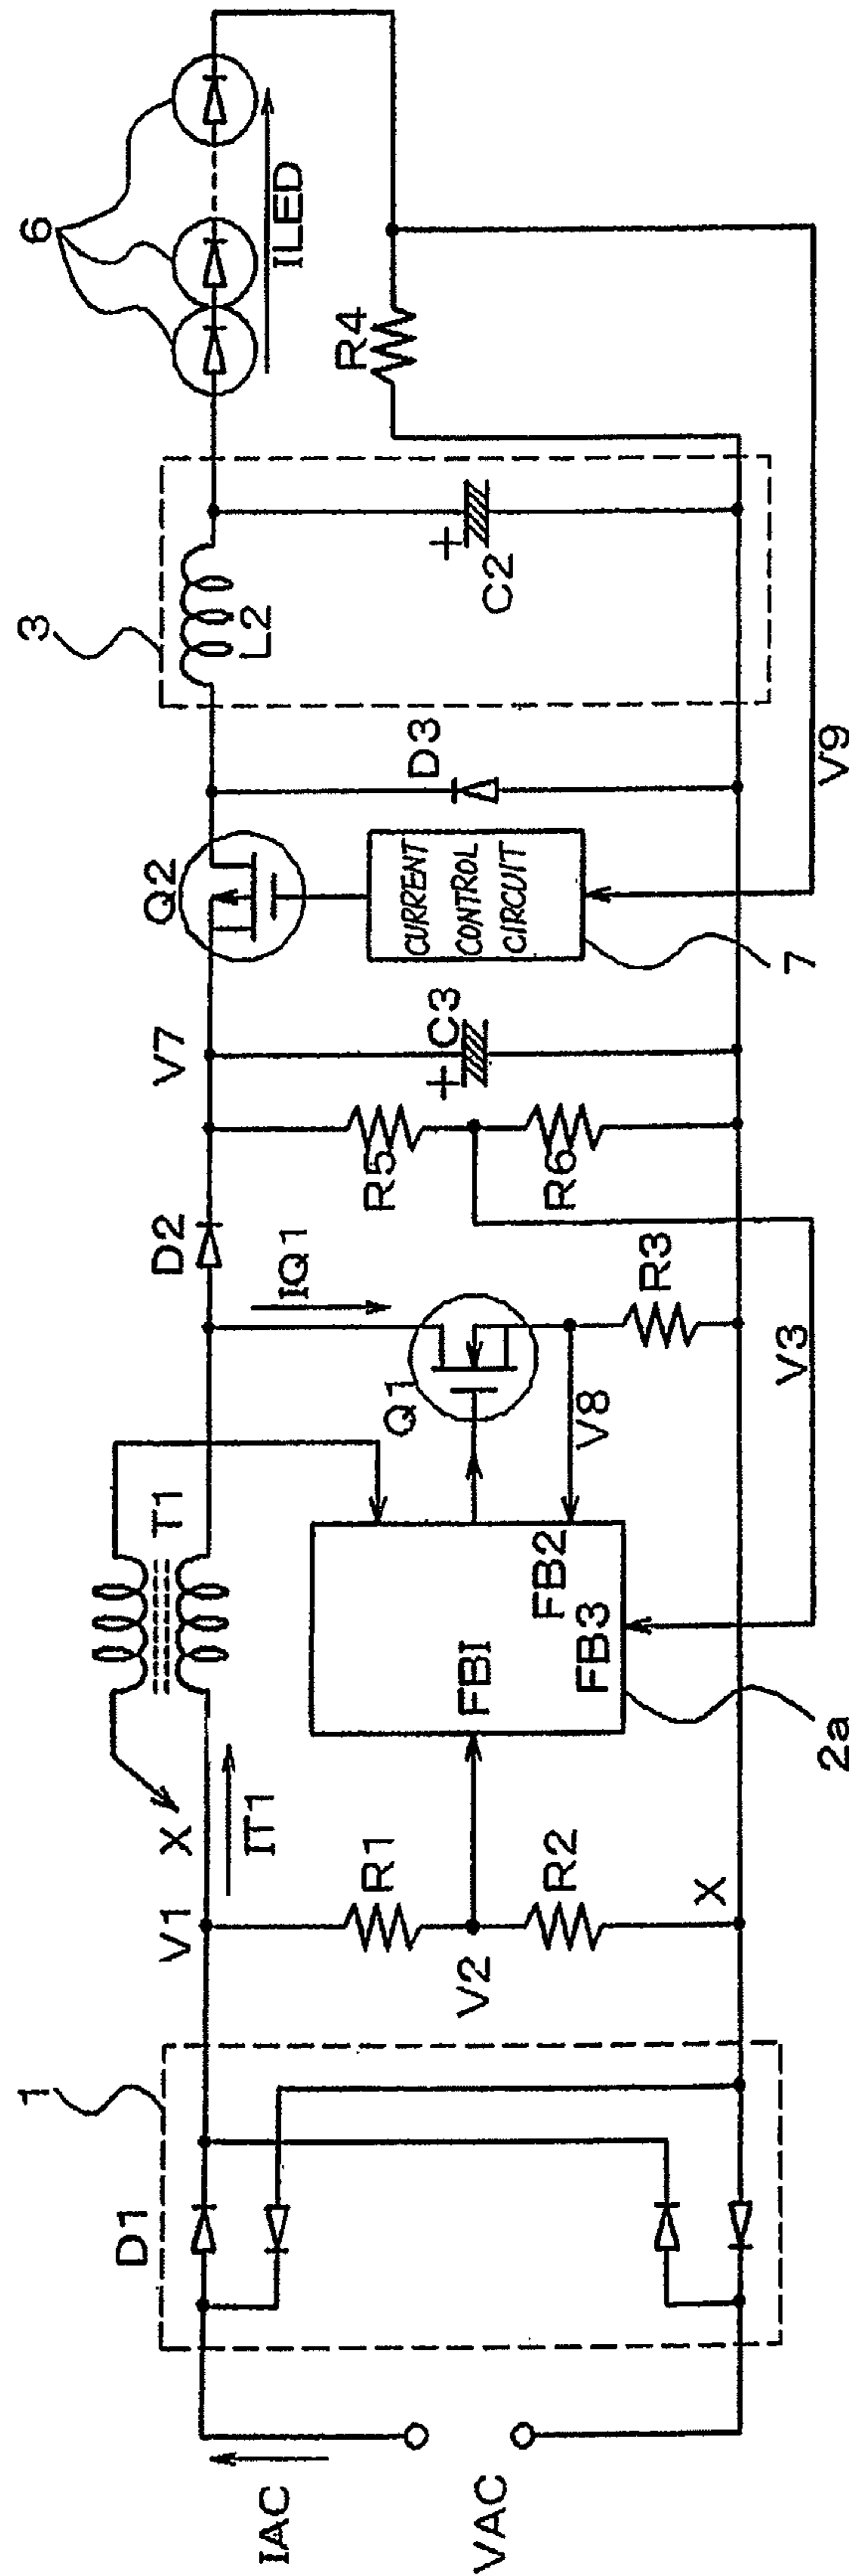 IAC
VAC
1
D1
V1
X
IT1
R1
V2
R2
X
T1
FB1
FB2
FB3
2a
Q1
V8
IQ1
R3
V3
D2
R5
R6
V7
C3
+
Q2
CURRENT
CONTROL
CIRCUIT
7
D3
V9
3
L2
C2
+
R4
6
ILED